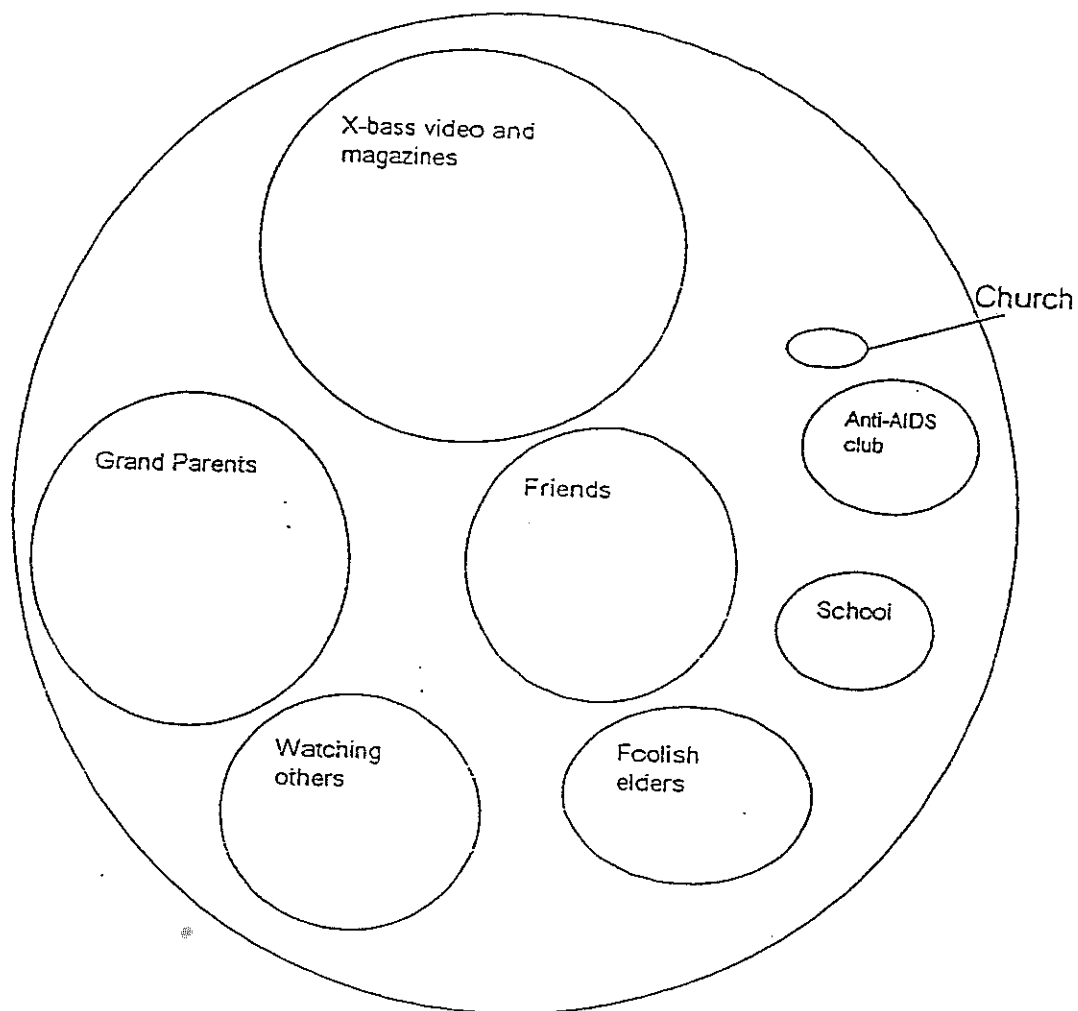 X-bass video and
magazines
Church
Anti-AIDS
club
Grand Parents
Friends
School
Watching
others
Foolish
elders